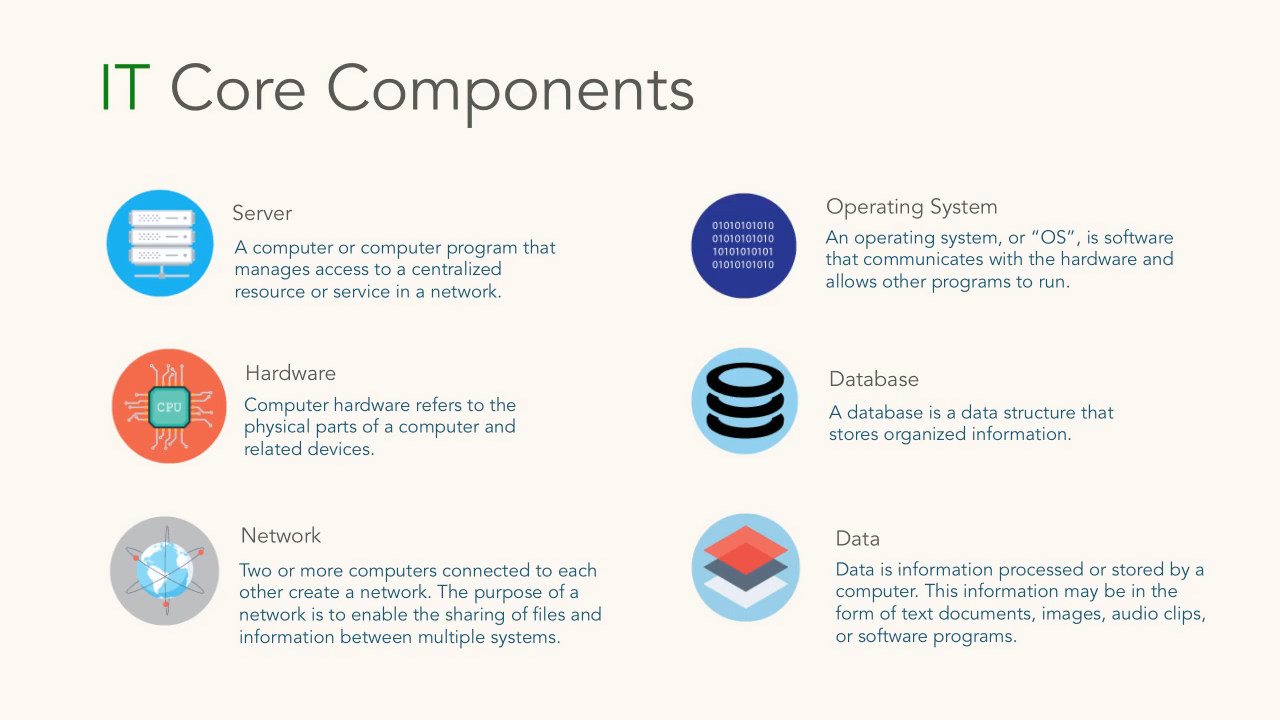 IT Core Components
Server
A computer or computer program that
manages access to a centralized
resource or service in a network.
Hardware
Computer hardware refers to the
physical parts of a computer and
related devices.
CPU
Network
Two or more computers connected to each
other create a network. The purpose of a
network is to enable the sharing of files and
information between multiple systems.
Operating System
An operating system, or “OS”, is software
that communicates with the hardware and
allows other programs to run.
01010101010
01010101010
10101010101
01010101010
Database
A database is a data structure that
stores organized information.
Data
Data is information processed or stored by a
computer. This information may be in the
form of text documents, images, audio clips,
or software programs.